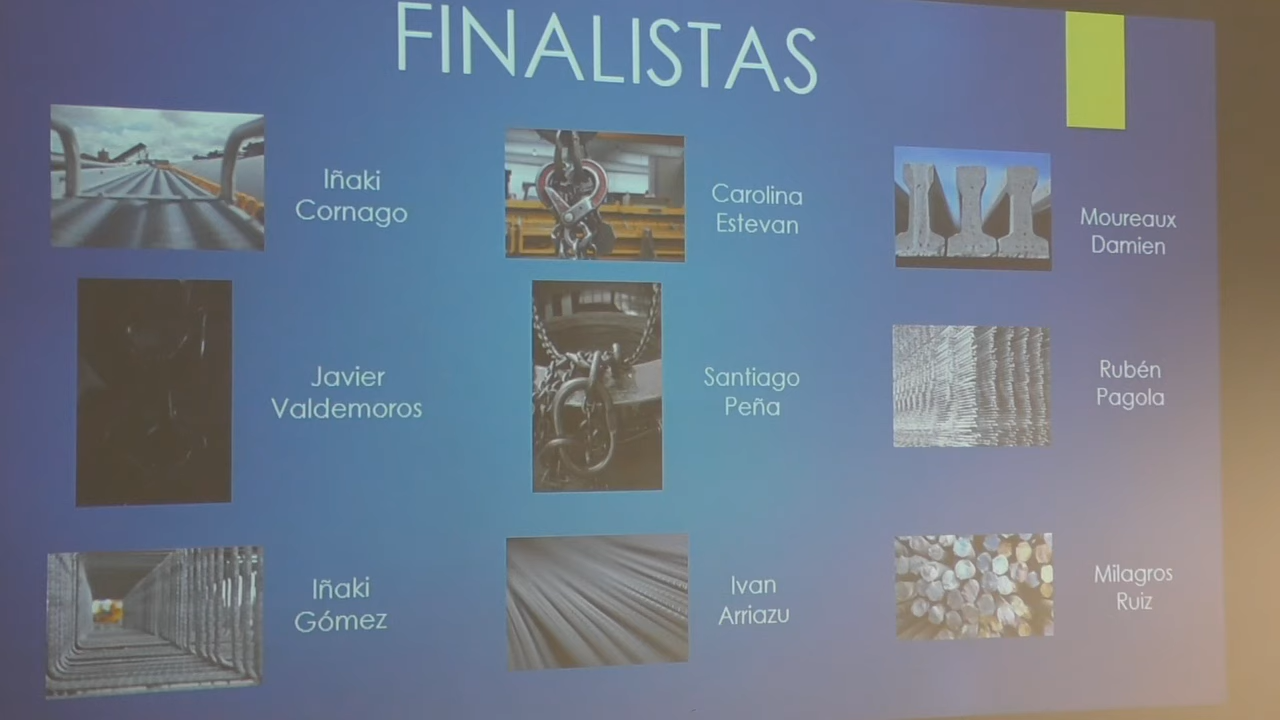 FINALISTAS
Iñaki
Cornago
Carolina
Estevan
Moureaux
Damien
Javier
Valdemoros
Santiago
Peña
Rubén
Pagola
Iñaki
Gómez
Ivan
Arriazu
Milagros
Ruiz